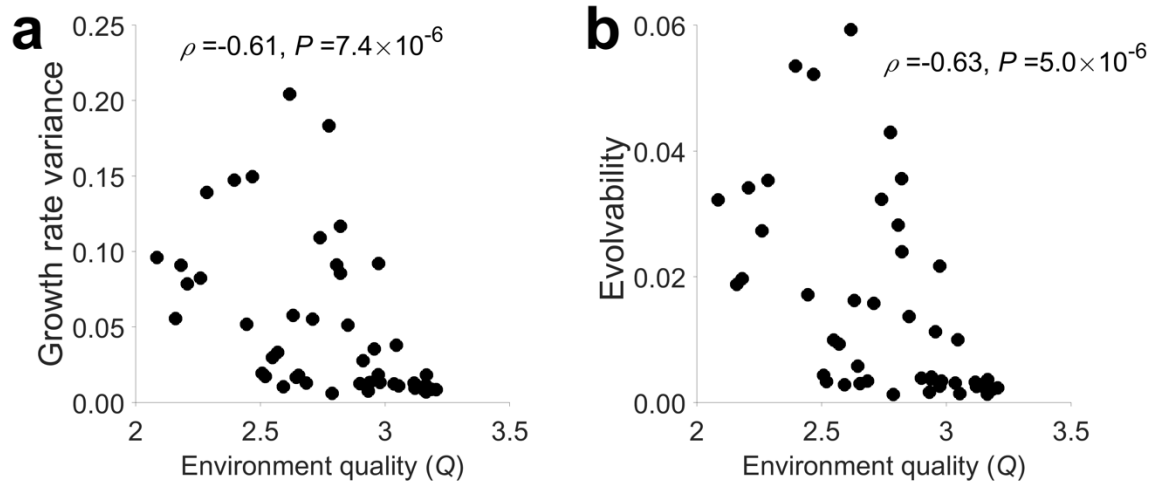 a
ρ =-0.61, P =7.4×10⁻⁶
Growth rate variance
0.25
0.20
0.15
0.10
0.05
0.00
2
2.5
3
3.5
Environment quality (Q)
b
ρ =-0.63, P =5.0×10⁻⁶
Evolvability
0.06
0.04
0.02
0.00
2
2.5
3
3.5
Environment quality (Q)